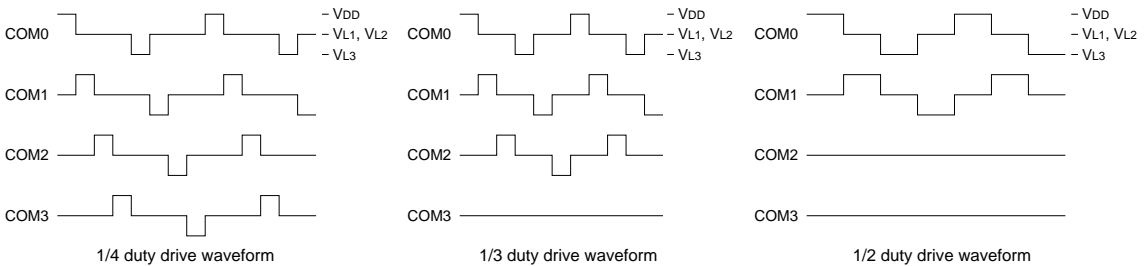 COM0
VDD
VL1, VL2
VL3
COM1
COM2
COM3
1/4 duty drive waveform
COM0
VDD
VL1, VL2
VL3
COM1
COM2
COM3
1/3 duty drive waveform
COM0
VDD
VL1, VL2
VL3
COM1
COM2
COM3
1/2 duty drive waveform